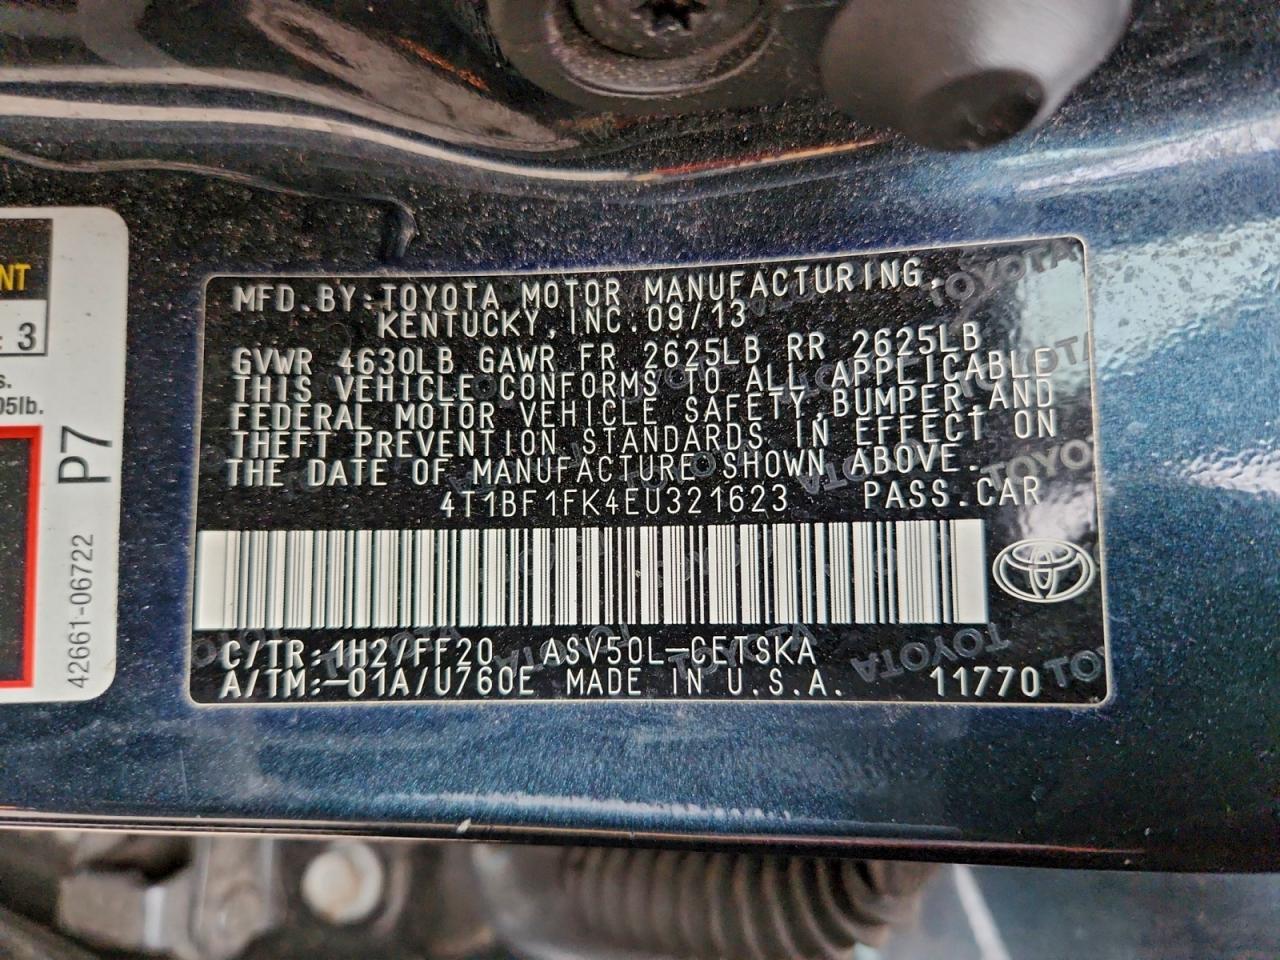 NT
: 3
s.
05lb.
P7
42661-06722
MFD. BY:TOYOTA MOTOR MANUFACTURING,
KENTUCKY, INC. 09/13
GVWR 4630LB GAWR FR 2625LB RR 2625LB
THIS VEHICLE CONFORMS TO ALL APPLICABLE
FEDERAL MOTOR VEHICLE SAFETY,BUMPER,AND
THEFT PREVENTION STANDARDS IN EFFECT ON
THE DATE OF MANUFACTURE SHOWN ABOVE.
4T1BF1FK4EU321623 PASS.CAR
C/TR:1H2/FF20 ASV50L-CETSKA
A/TM:-01A/U760E MADE IN U.S.A. 11770